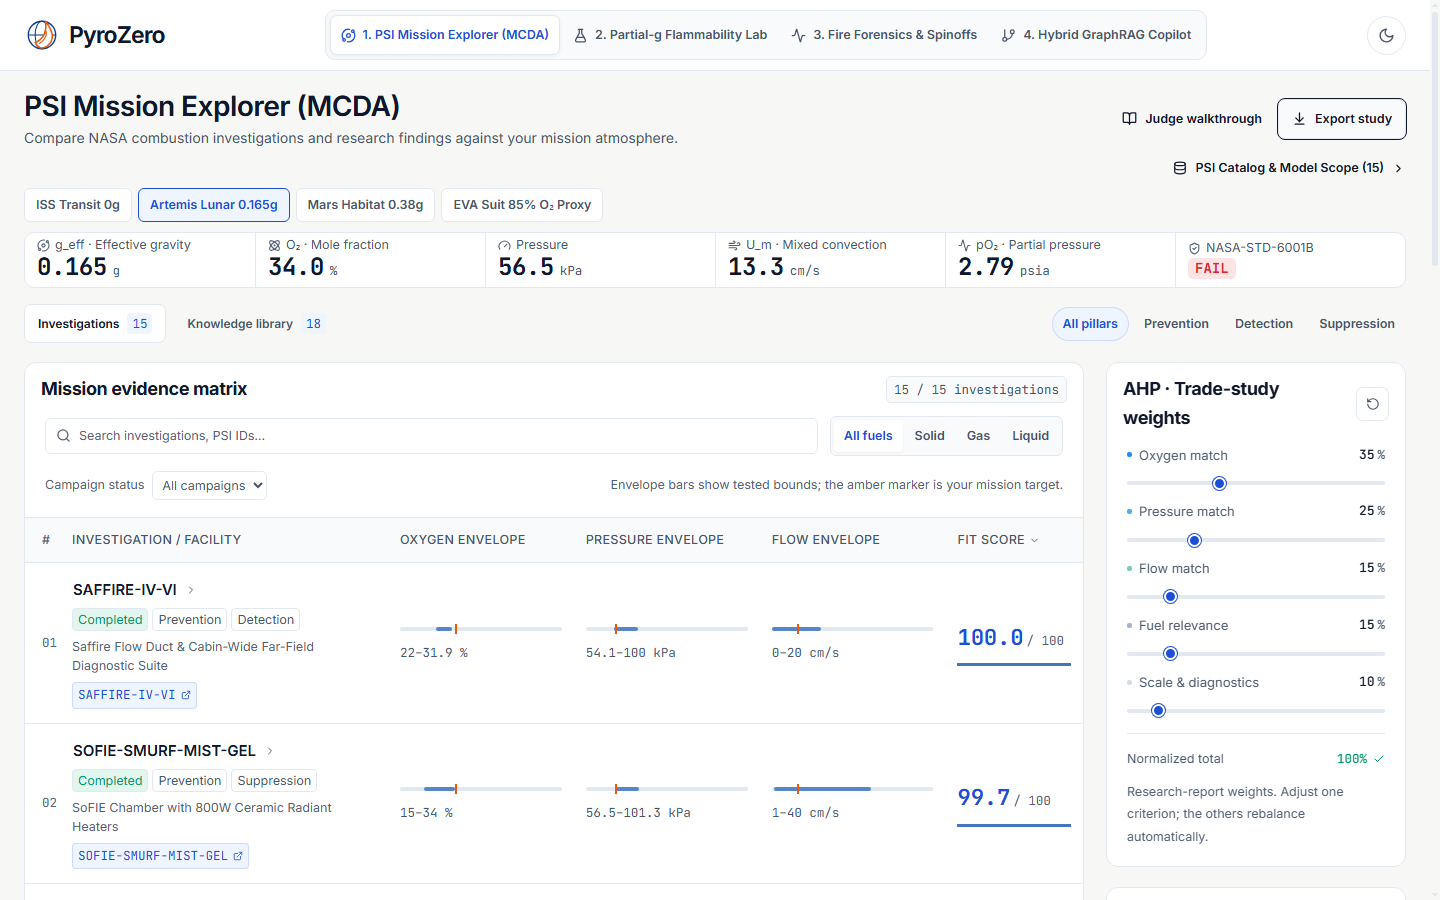 PyroZero
1. PSI Mission Explorer (MCDA)
2. Partial-g Flammability Lab
3. Fire Forensics & Spinoffs
4. Hybrid GraphRAG Copilot
PSI Mission Explorer (MCDA)
Compare NASA combustion investigations and research findings against your mission atmosphere.
Judge walkthrough
Export study
PSI Catalog & Model Scope (15)
ISS Transit 0g
Artemis Lunar 0.165g
Mars Habitat 0.38g
EVA Suit 85% O₂ Proxy
g_eff · Effective gravity
0.165 g
O₂ · Mole fraction
34.0 %
Pressure
56.5 kPa
U_m · Mixed convection
13.3 cm/s
pO₂ · Partial pressure
2.79 psia
NASA-STD-6001B
FAIL
Investigations 15
Knowledge library 18
All pillars
Prevention
Detection
Suppression
Mission evidence matrix
15 / 15 investigations
Search investigations, PSI IDs...
All fuels
Solid
Gas
Liquid
Campaign status
All campaigns
Envelope bars show tested bounds; the amber marker is your mission target.
# INVESTIGATION / FACILITY OXYGEN ENVELOPE PRESSURE ENVELOPE FLOW ENVELOPE FIT SCORE
01
SAFFIRE-IV-VI
Completed Prevention Detection
Saffire Flow Duct & Cabin-Wide Far-Field
Diagnostic Suite
SAFFIRE-IV-VI
22–31.9 %
54.1–100 kPa
0–20 cm/s
100.0 / 100
02
SOFIE-SMURF-MIST-GEL
Completed Prevention Suppression
SoFIE Chamber with 800W Ceramic Radiant
Heaters
SOFIE-SMURF-MIST-GEL
15–34 %
56.5–101.3 kPa
1–40 cm/s
99.7 / 100
AHP · Trade-study
weights
Oxygen match 35 %
Pressure match 25 %
Flow match 15 %
Fuel relevance 15 %
Scale & diagnostics 10 %
Normalized total 100% ✓
Research-report weights. Adjust one
criterion; the others rebalance
automatically.